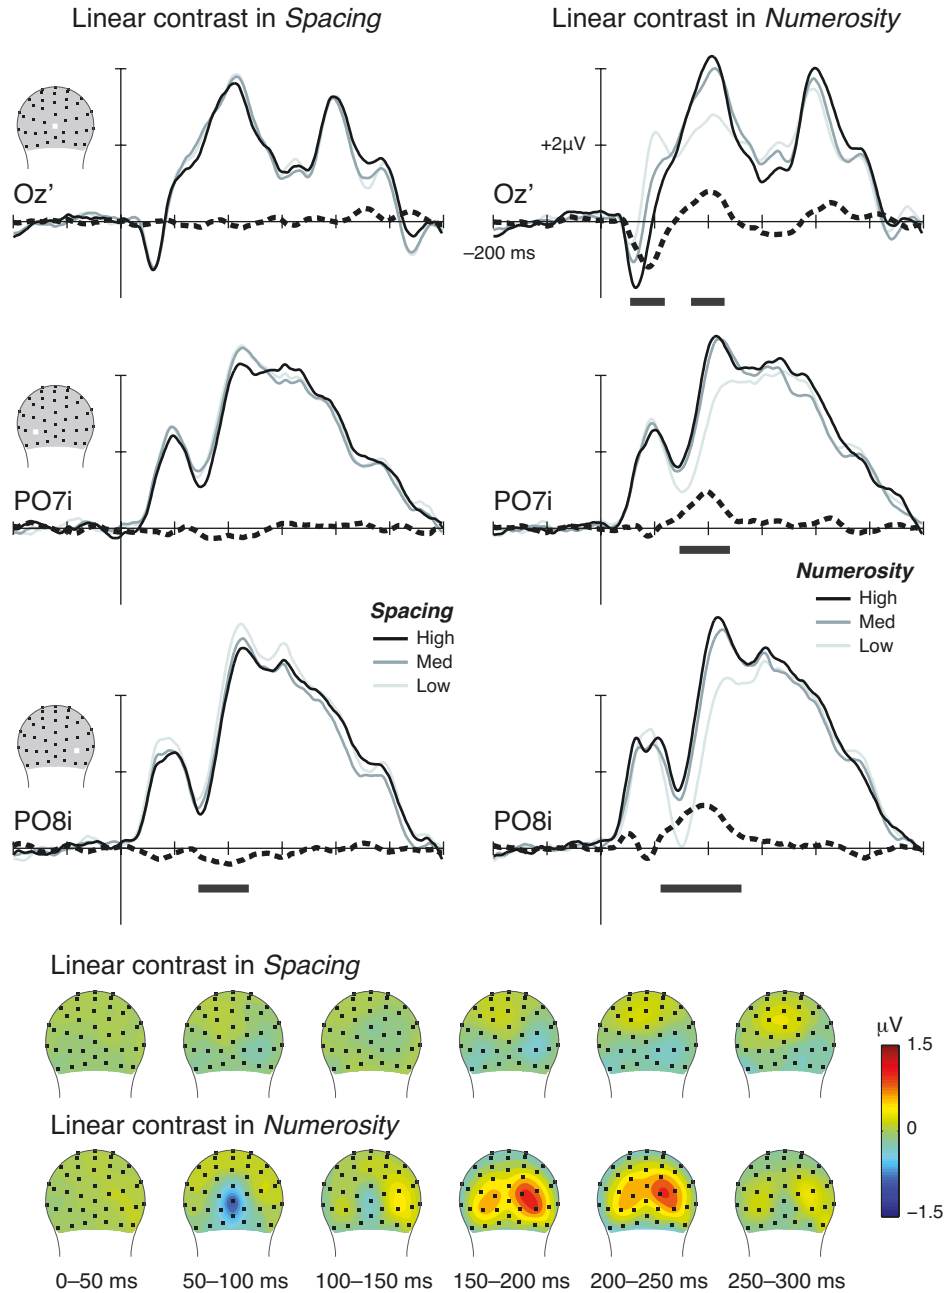 Linear contrast in Spacing
Linear contrast in Numerosity
Oz’
+2μV
Oz’
–200 ms
PO7i
PO7i
Spacing
High
Med
Low
Numerosity
High
Med
Low
PO8i
PO8i
Linear contrast in Spacing
μV
1.5
0
–1.5
Linear contrast in Numerosity
0–50 ms
50–100 ms
100–150 ms
150–200 ms
200–250 ms
250–300 ms